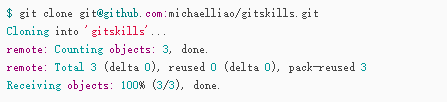 $ git clone git@github.com:michaelliao/gitskills.git
Cloning into 'gitskills'...
remote: Counting objects: 3, done.
remote: Total 3 (delta 0), reused 0 (delta 0), pack-reused 3
Receiving objects: 100% (3/3), done.